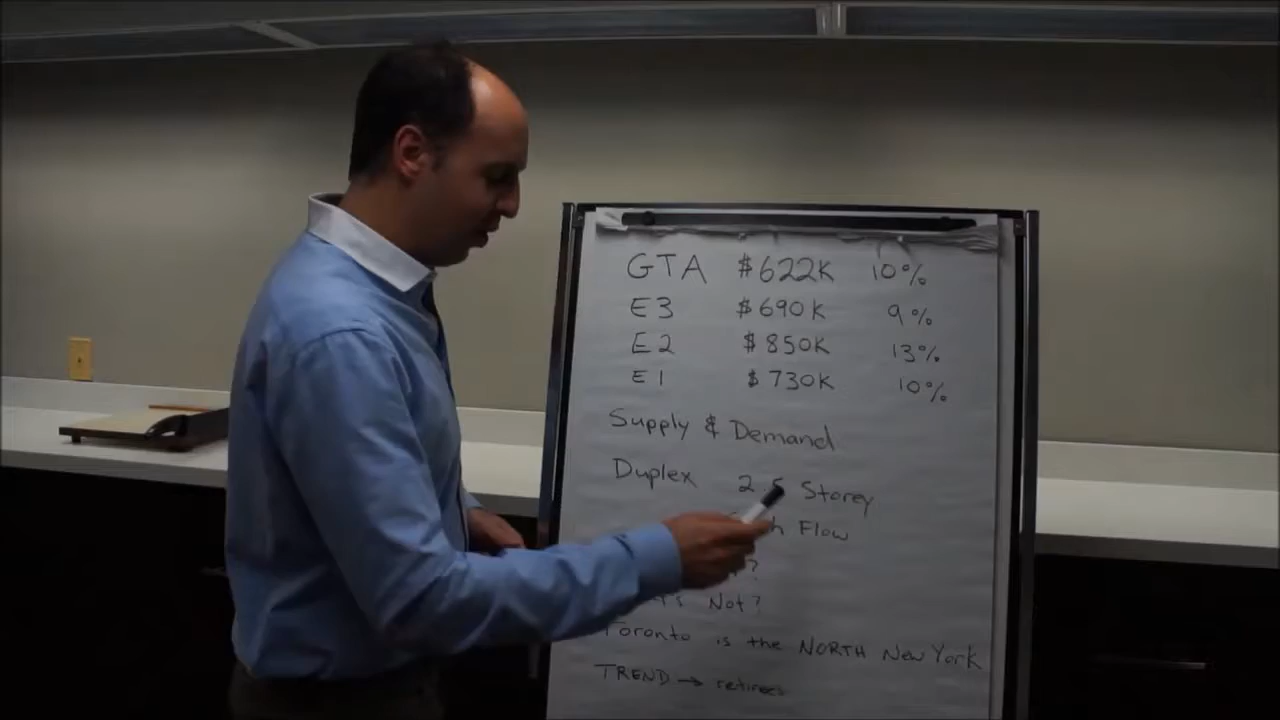 GTA $622K 10%
E3 $690K 9%
E2 $850K 13%
E1 $730K 10%
Supply & Demand
Duplex 2 Storey
Flow
?
Not?
Toronto is the NORTH New York
TREND → retirees